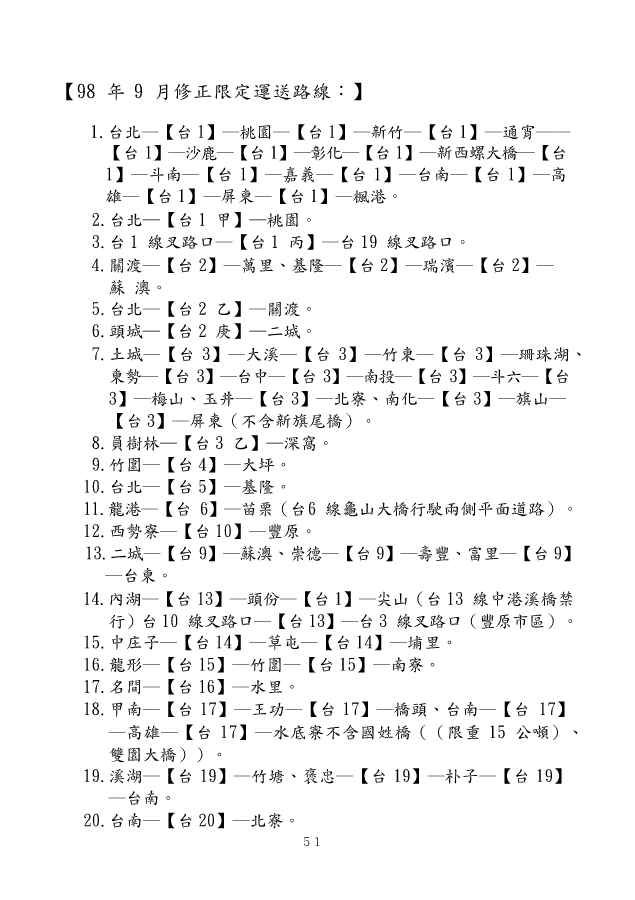 【98 年 9 月修正限定運送路線：】
1.台北—【台 1】—桃園—【台 1】—新竹—【台 1】—通霄——
【台 1】—沙鹿—【台 1】—彰化—【台 1】—新西螺大橋—【台
1】—斗南—【台 1】—嘉義—【台 1】—台南—【台 1】—高
雄—【台 1】—屏東—【台 1】—楓港。
2.台北—【台 1 甲】—桃園。
3.台 1 線叉路口—【台 1 丙】—台 19 線叉路口。
4.關渡—【台 2】—萬里、基隆—【台 2】—瑞濱—【台 2】—
蘇 澳。
5.台北—【台 2 乙】—關渡。
6.頭城—【台 2 庚】—二城。
7.土城—【台 3】—大溪—【台 3】—竹東—【台 3】—珊珠湖、
東勢—【台 3】—台中—【台 3】—南投—【台 3】—斗六—【台
3】—梅山、玉井—【台 3】—北寮、南化—【台 3】—旗山—
【台 3】—屏東（不含新旗尾橋）。
8.員樹林—【台 3 乙】—深窩。
9.竹圍—【台 4】—大坪。
10.台北—【台 5】—基隆。
11.龍港—【台 6】—苗栗（台6 線龜山大橋行駛兩側平面道路）。
12.西勢寮—【台 10】—豐原。
13.二城—【台 9】—蘇澳、崇德—【台 9】—壽豐、富里—【台 9】
—台東。
14.內湖—【台 13】—頭份—【台 1】—尖山（台 13 線中港溪橋禁
行）台 10 線叉路口—【台 13】—台 3 線叉路口（豐原市區）。
15.中庄子—【台 14】—草屯—【台 14】—埔里。
16.龍形—【台 15】—竹圍—【台 15】—南寮。
17.名間—【台 16】—水里。
18.甲南—【台 17】—王功—【台 17】—橋頭、台南—【台 17】
—高雄—【台 17】—水底寮不含國姓橋（（限重 15 公噸）、
雙園大橋））。
19.溪湖—【台 19】—竹塘、褒忠—【台 19】—朴子—【台 19】
—台南。
20.台南—【台 20】—北寮。
51